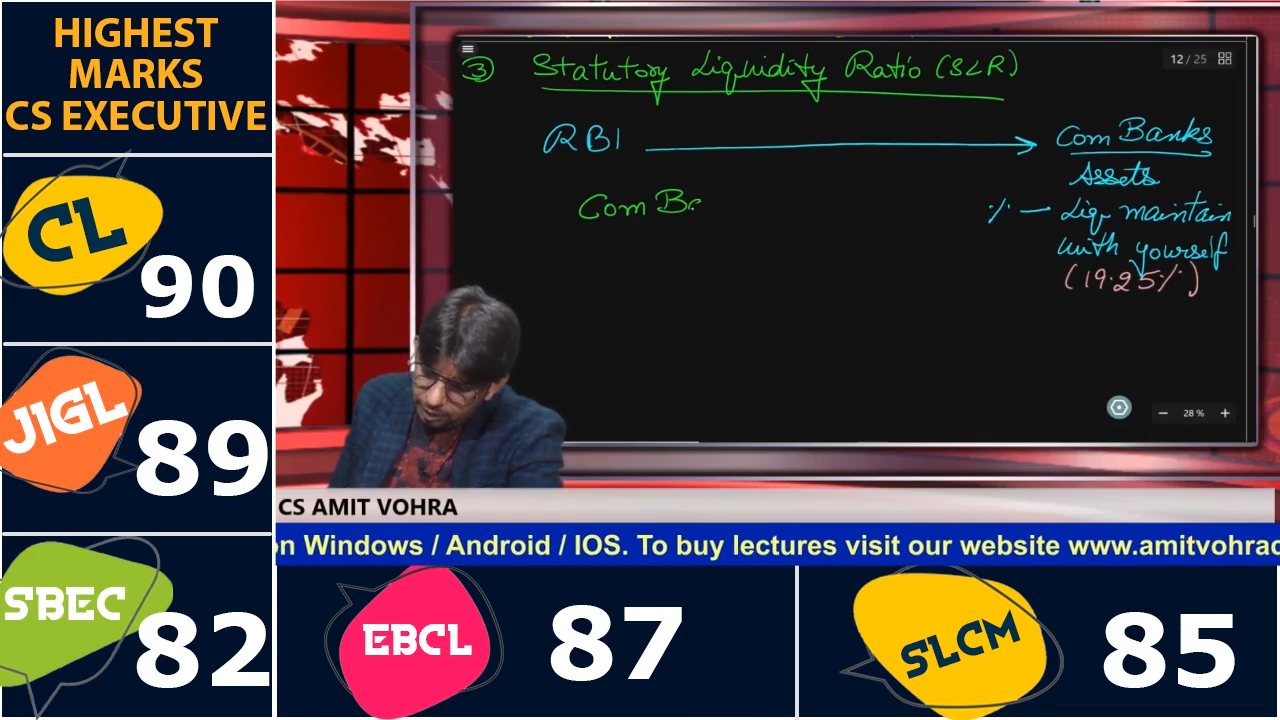 HIGHEST
MARKS
CS EXECUTIVE
CL
90
JIGL
89
SBEC
82
③ Statutory Liquidity Ratio (SLR)
12 / 25
RBI
Com Banks
Assets
Com Ba
% — Liq. maintain
with yourself
(19.25%)
28 %
CS AMIT VOHRA
on Windows / Android / IOS. To buy lectures visit our website www.amitvohrac
EBCL
87
SLCM
85